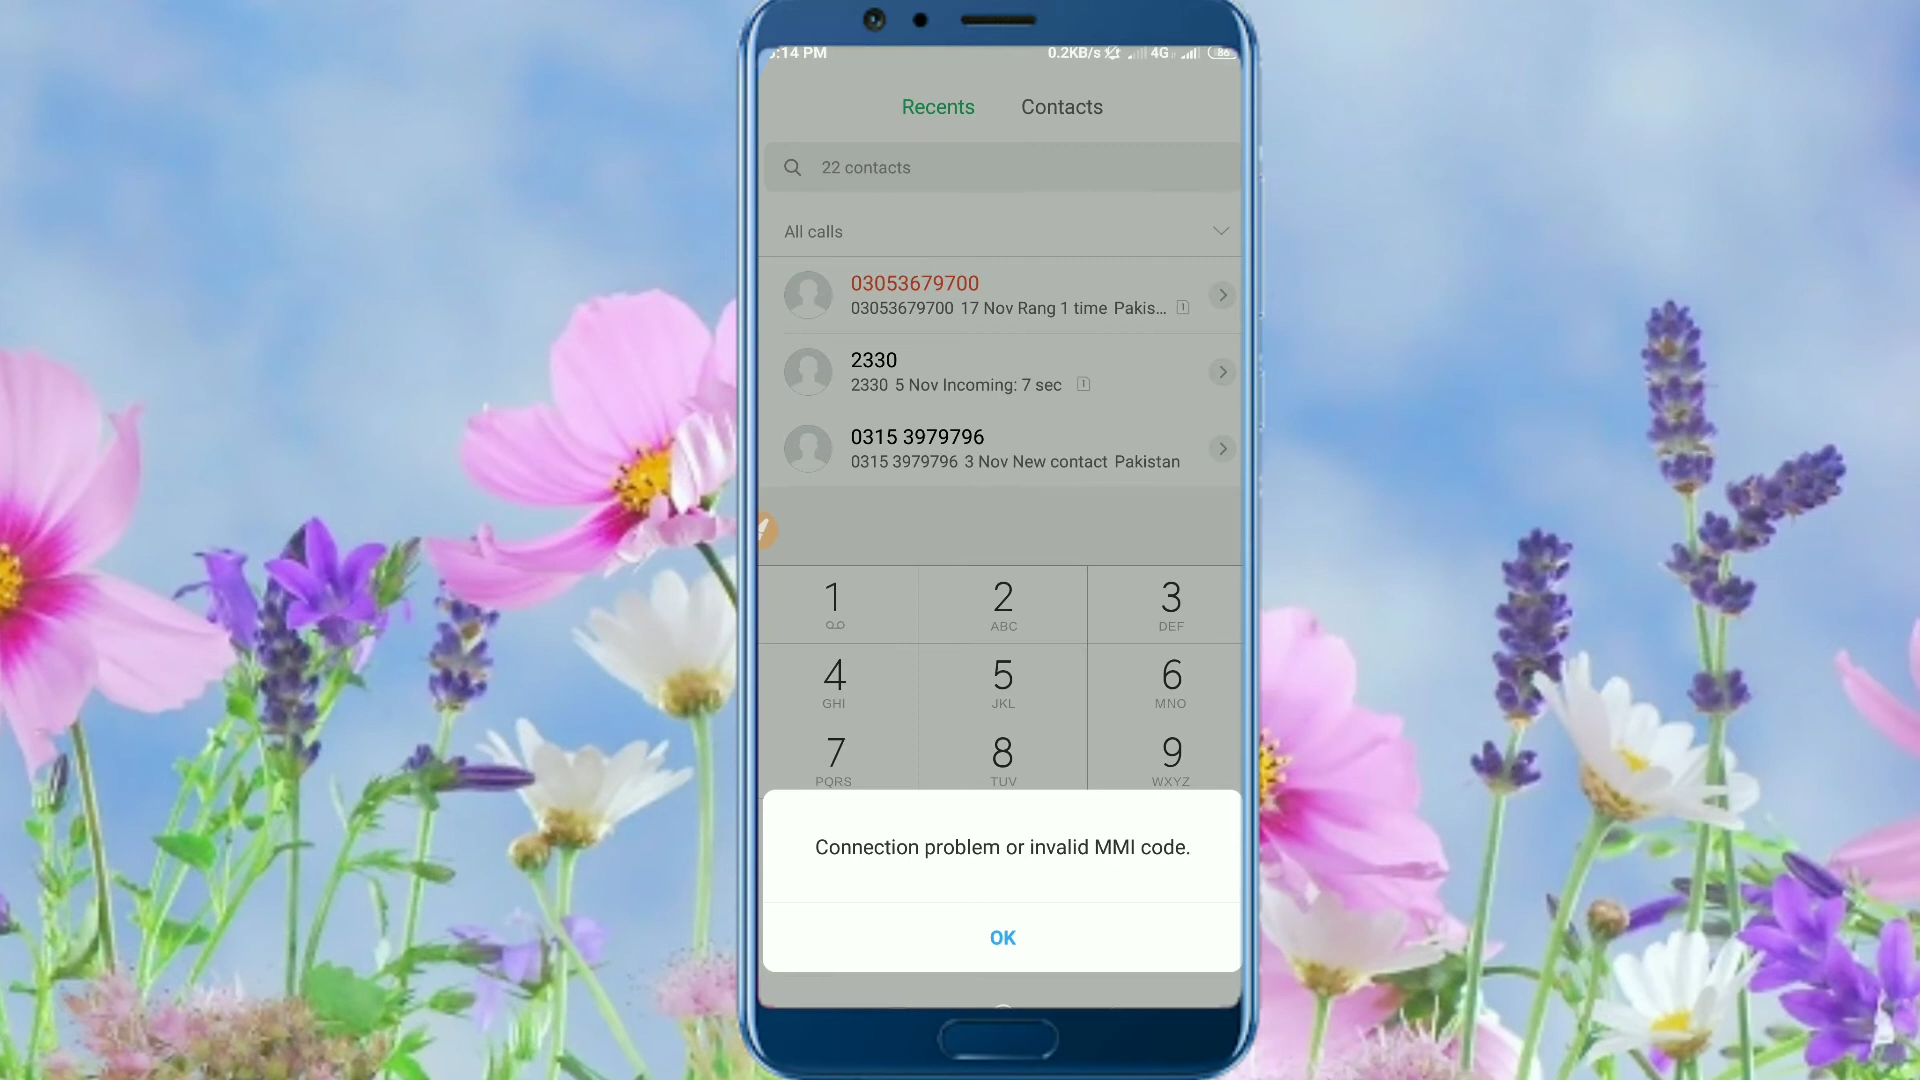 :14 PM 0.2KB/s 4G 86
Recents Contacts
22 contacts
All calls
03053679700
03053679700 17 Nov Rang 1 time Pakis... 1
2330
2330 5 Nov Incoming: 7 sec 1
0315 3979796
0315 3979796 3 Nov New contact Pakistan
1 2 3
ABC DEF
4 5 6
GHI JKL MNO
7 8 9
PQRS TUV WXYZ
Connection problem or invalid MMI code.
OK